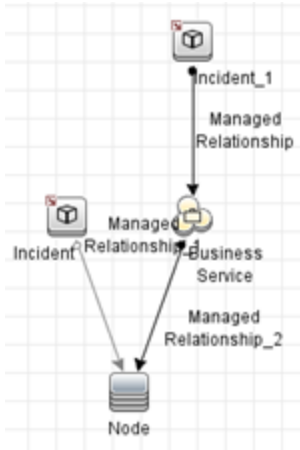 Incident_1
Managed
Relationship
Managed
Incident
Relationship_1
Business
Service
Managed
Relationship_2
Node